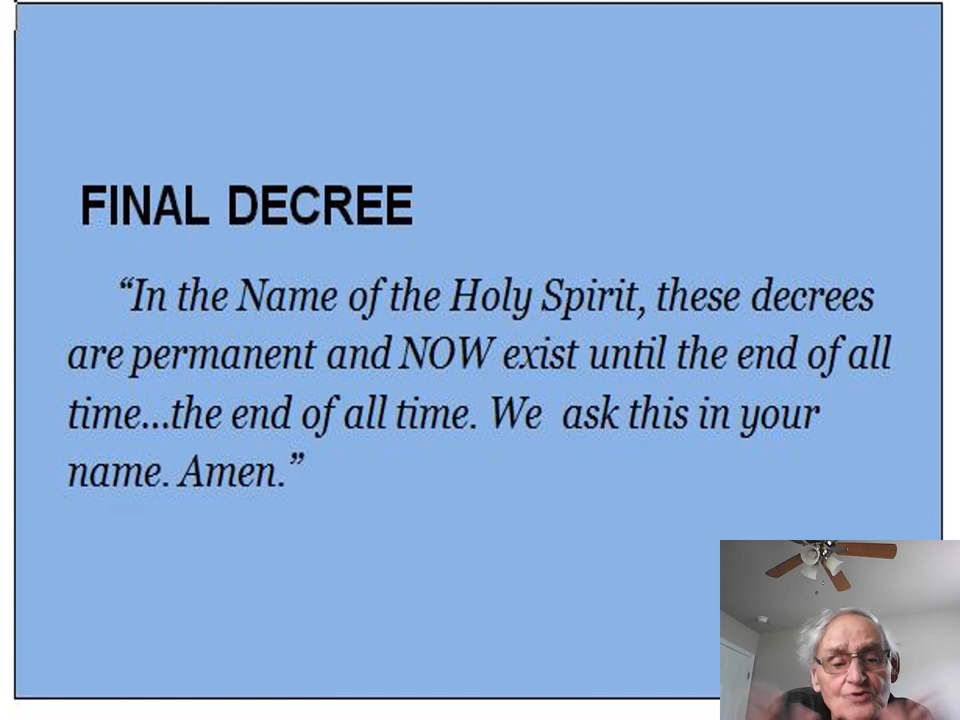 FINAL DECREE
“In the Name of the Holy Spirit, these decrees
are permanent and NOW exist until the end of all
time...the end of all time. We ask this in your
name. Amen.”